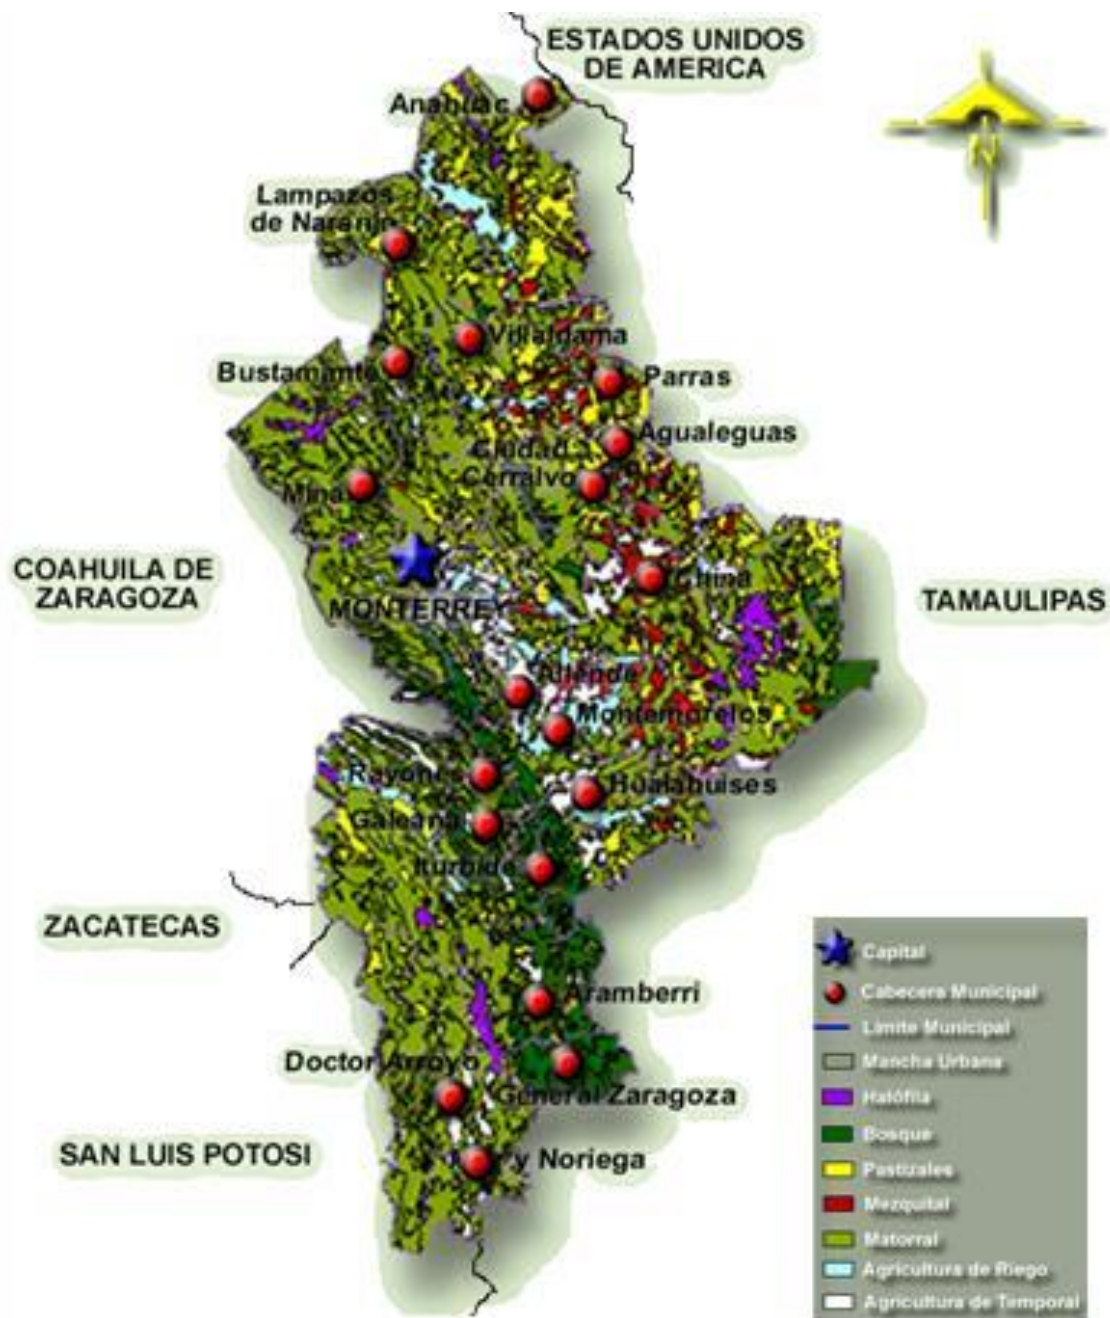 ESTADOS UNIDOS
DE AMERICA
Anahuac
N
Lampazos
de Naranjo
Villaldama
Bustamante
Parras
Agualeguas
Ciudad
Cerralvo
Mina
COAHUILA DE
ZARAGOZA
China
MONTERREY
TAMAULIPAS
Allende
Montemorelos
Rayones
Hualahuises
Galeana
Iturbide
ZACATECAS
Aramberri
Doctor Arroyo
General Zaragoza
SAN LUIS POTOSI
y Noriega
Capital
Cabecera Municipal
Límite Municipal
Mancha Urbana
Halófila
Bosque
Pastizales
Mezquital
Matorral
Agricultura de Riego
Agricultura de Temporal